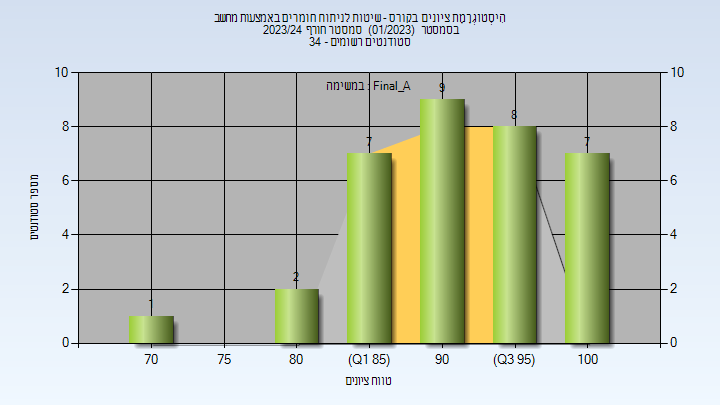 היסטוגרמת ציונים בקורס - שיטות לניתוח חומרים באמצעות מחשב
בסמסטר (01/2023) סמסטר חורף 2023/24
סטודנטים רשומים - 34
במשימה : Final_A
מספר סטודנטים
10 10
8 8
6 6
4 4
2 2
0 0
1 2 7 9 8 7
70 75 80 (Q1 85) 90 (Q3 95) 100
טווח ציונים